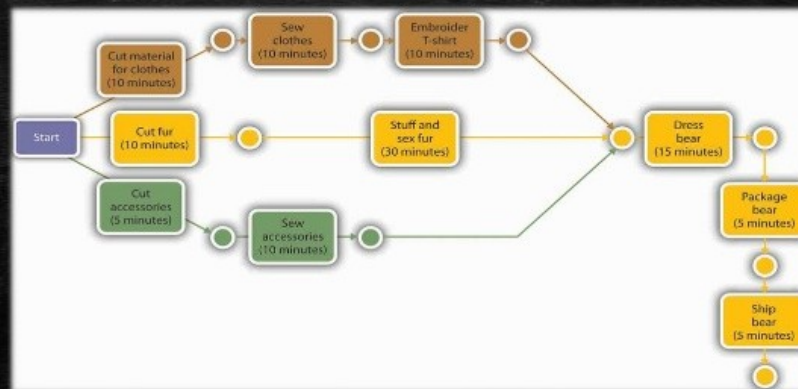 Sew
clothes
(10 minutes)
Embroider
T-shirt
(10 minutes)
Cut material
for clothes
(10 minutes)
Start
Cut fur
(10 minutes)
Stuff and
sex fur
(30 minutes)
Dress
bear
(15 minutes)
Cut
accessories
(5 minutes)
Sew
accessories
(10 minutes)
Package
bear
(5 minutes)
Ship
bear
(5 minutes)